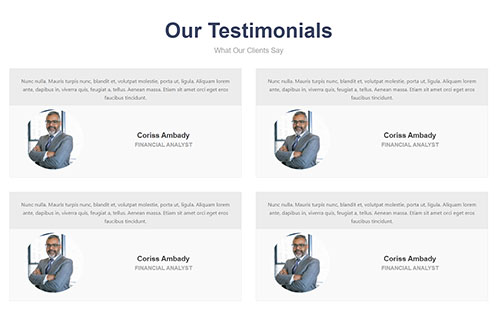 Our Testimonials
What Our Clients Say
Nunc nulla. Mauris turpis nunc, blandit et, volutpat molestie, porta ut, ligula. Aliquam lorem
ante, dapibus in, viverra quis, feugiat a, tellus. Aenean massa. Etiam sit amet orci eget eros
faucibus tincidunt.
Coriss Ambady
FINANCIAL ANALYST
Nunc nulla. Mauris turpis nunc, blandit et, volutpat molestie, porta ut, ligula. Aliquam lorem
ante, dapibus in, viverra quis, feugiat a, tellus. Aenean massa. Etiam sit amet orci eget eros
faucibus tincidunt.
Coriss Ambady
FINANCIAL ANALYST
Nunc nulla. Mauris turpis nunc, blandit et, volutpat molestie, porta ut, ligula. Aliquam lorem
ante, dapibus in, viverra quis, feugiat a, tellus. Aenean massa. Etiam sit amet orci eget eros
faucibus tincidunt.
Coriss Ambady
FINANCIAL ANALYST
Nunc nulla. Mauris turpis nunc, blandit et, volutpat molestie, porta ut, ligula. Aliquam lorem
ante, dapibus in, viverra quis, feugiat a, tellus. Aenean massa. Etiam sit amet orci eget eros
faucibus tincidunt.
Coriss Ambady
FINANCIAL ANALYST